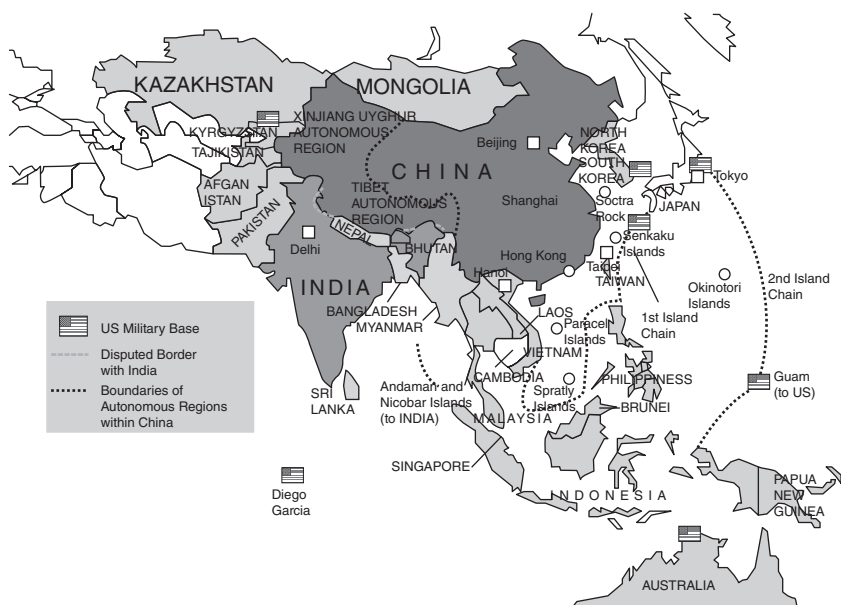 KAZAKHSTAN
MONGOLIA
KYRGYZSTAN
TAJIKISTAN
XINJIANG UYGHUR
AUTONOMOUS
REGION
Beijing
NORTH
KOREA
SOUTH
KOREA
Tokyo
AFGAN
ISTAN
PAKISTAN
CHINA
TIBET
AUTONOMOUS
REGION
Shanghai
Soctra
Rock
JAPAN
Delhi
NEPAL
BHUTAN
Hong Kong
Senkaku
Islands
Taipei
TAIWAN
Hanoi
INDIA
BANGLADESH
MYANMAR
LAOS
1st Island
Chain
Okinotori
Islands
2nd Island
Chain
US Military Base
Disputed Border
with India
Boundaries of
Autonomous Regions
within China
Paracel
Islands
VIETNAM
CAMBODIA
SRI
LANKA
Andaman and
Nicobar Islands
(to INDIA)
Spratly
Islands
PHILIPPINESS
Guam
(to US)
MALAYSIA
BRUNEI
SINGAPORE
Diego
Garcia
INDONESIA
PAPUA
NEW
GUINEA
AUSTRALIA